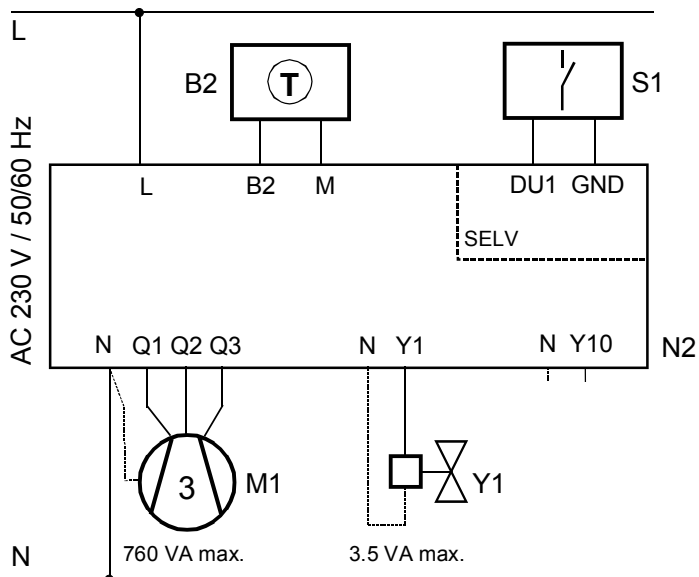 L
B2
T
S1
AC 230 V / 50/60 Hz
L B2 M DU1 GND
SELV
N Q1 Q2 Q3 N Y1 N Y10
N2
3
M1
Y1
N
760 VA max. 3.5 VA max.